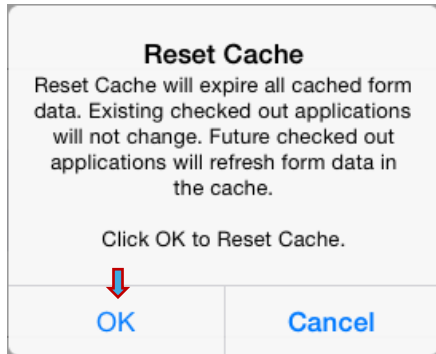 Reset Cache
Reset Cache will expire all cached form
data. Existing checked out applications
will not change. Future checked out
applications will refresh form data in
the cache.
Click OK to Reset Cache.
OK
Cancel